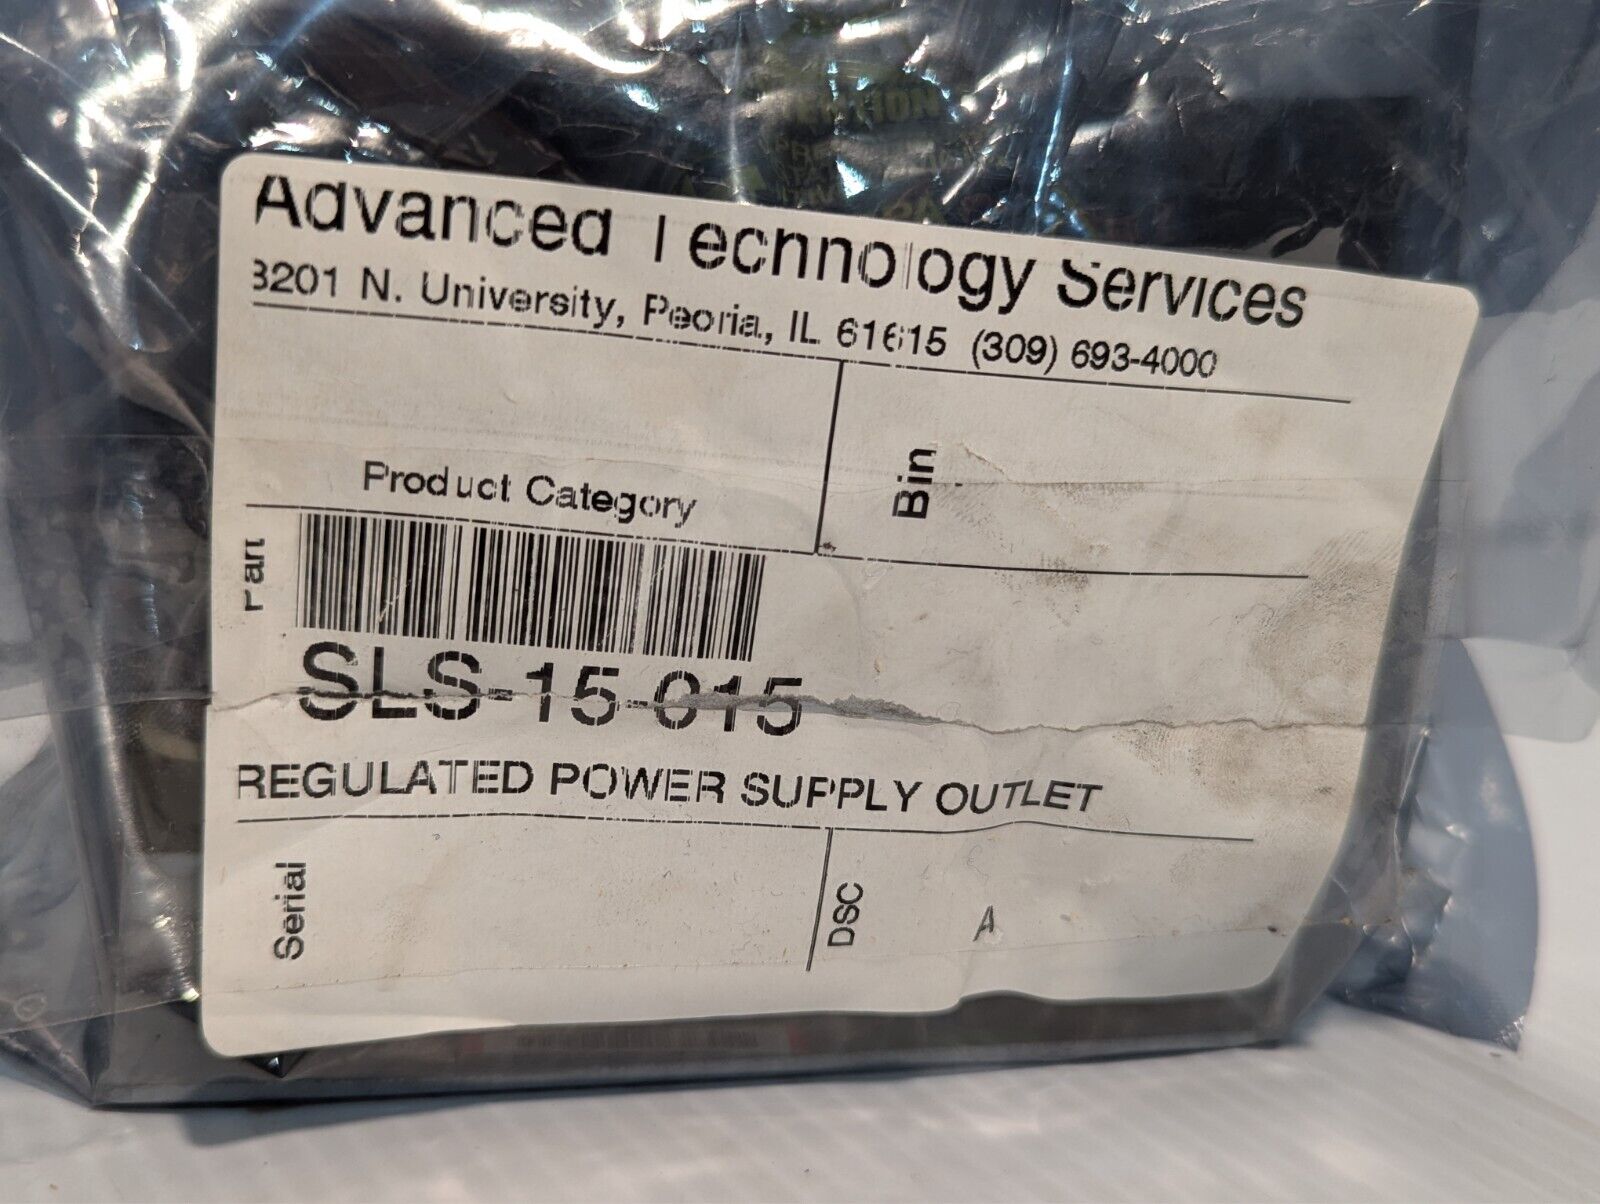 Advanced Technology Services
8201 N. University, Peoria, IL 61615 (309) 693-4000
Product Category
Bin
Part
SLS-15-015
REGULATED POWER SUPPLY OUTLET
Serial
DSC
A